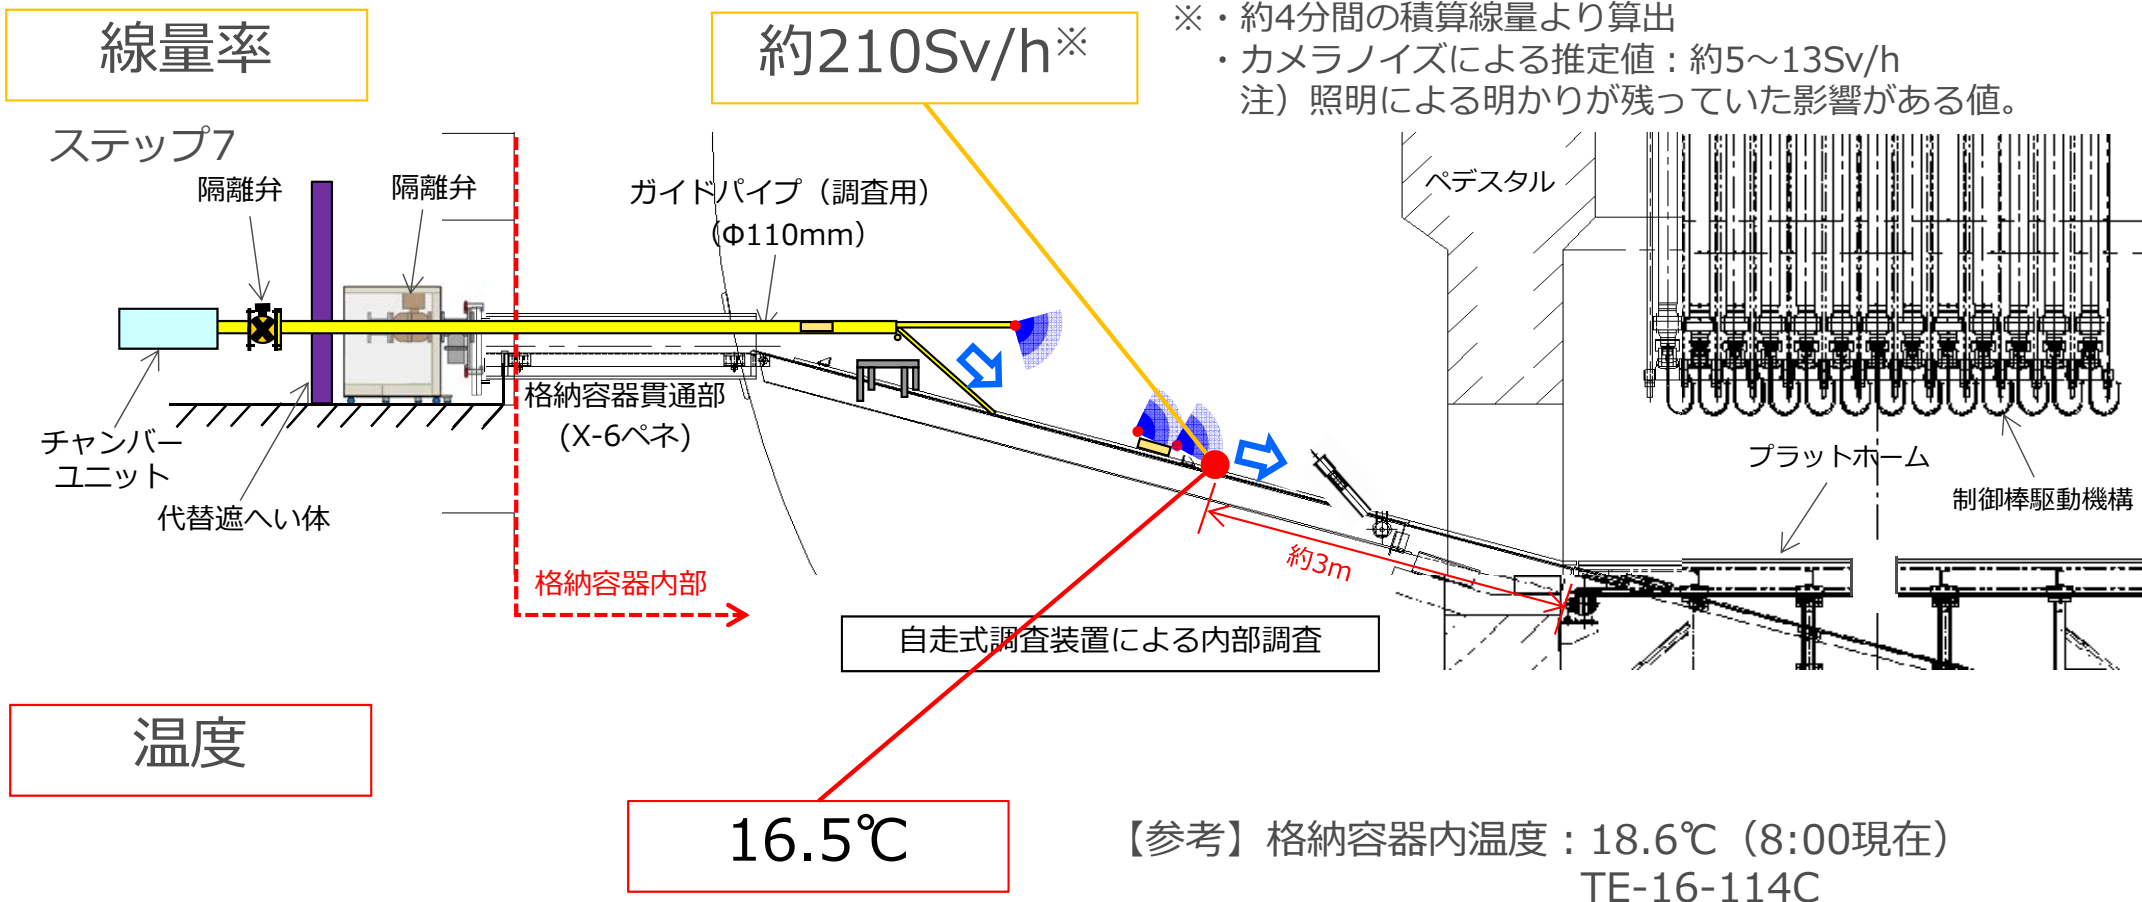 線量率
約210Sv/h※
※・約4分間の積算線量より算出
・カメラノイズによる推定値：約5～13Sv/h
注）照明による明かりが残っていた影響がある値。
ステップ7
隔離弁
隔離弁
ガイドパイプ（調査用）
（Φ110mm）
ペデスタル
格納容器貫通部
(X-6ペネ)
チャンバー
ユニット
代替遮へい体
プラットホーム
制御棒駆動機構
約3m
格納容器内部
自走式調査装置による内部調査
温度
16.5℃
【参考】格納容器内温度：18.6℃（8:00現在）
TE-16-114C